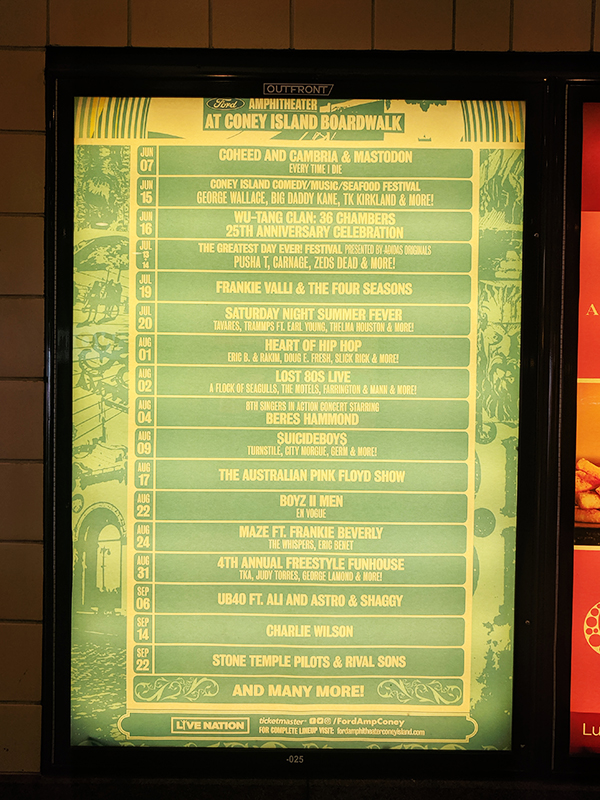 OUTFRONT/
Ford AMPHITHEATER
AT CONEY ISLAND BOARDWALK
JUN 07
COHEED AND CAMBRIA & MASTODON
EVERY TIME I DIE
JUN 15
CONEY ISLAND COMEDY/MUSIC/SEAFOOD FESTIVAL
GEORGE WALLACE, BIG DADDY KANE, TK KIRKLAND & MORE!
JUN 16
WU-TANG CLAN: 36 CHAMBERS
25TH ANNIVERSARY CELEBRATION
JUL 13 14
THE GREATEST DAY EVER! FESTIVAL PRESENTED BY ADIDAS ORIGINALS
PUSHA T, CARNAGE, ZEDS DEAD & MORE!
JUL 19
FRANKIE VALLI & THE FOUR SEASONS
JUL 20
SATURDAY NIGHT SUMMER FEVER
TAVARES, TRAMMPS FT. EARL YOUNG, THELMA HOUSTON & MORE!
AUG 01
HEART OF HIP HOP
ERIC B. & RAKIM, DOUG E. FRESH, SLICK RICK & MORE!
AUG 02
LOST 80S LIVE
A FLOCK OF SEAGULLS, THE MOTELS, FARRINGTON & MANN & MORE!
AUG 04
8TH SINGERS IN ACTION CONCERT STARRING
BERES HAMMOND
AUG 09
$UICIDEBOY$
TURNSTILE, CITY MORGUE, GERM & MORE!
AUG 17
THE AUSTRALIAN PINK FLOYD SHOW
AUG 22
BOYZ II MEN
EN VOGUE
AUG 24
MAZE FT. FRANKIE BEVERLY
THE WHISPERS, ERIC BENET
AUG 31
4TH ANNUAL FREESTYLE FUNHOUSE
TKA, JUDY TORRES, GEORGE LAMOND & MORE!
SEP 06
UB40 FT. ALI AND ASTRO & SHAGGY
SEP 14
CHARLIE WILSON
SEP 22
STONE TEMPLE PILOTS & RIVAL SONS
AND MANY MORE!
LIVE NATION
ticketmaster /FordAmpConey
FOR COMPLETE LINEUP VISIT: fordamphitheaterconeyisland.com
-025
A
Lu